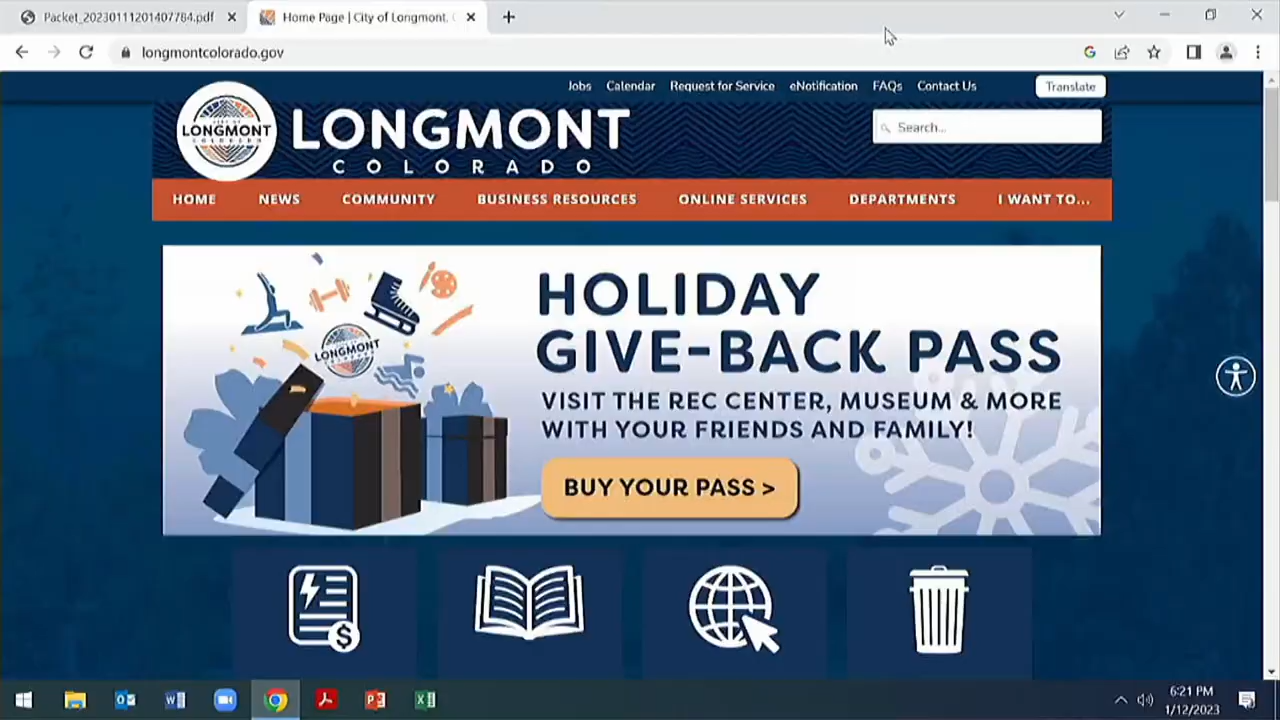 Packet_20230111201407784.pdf
Home Page | City of Longmont, C
longmontcolorado.gov
Jobs Calendar Request for Service eNotification FAQs Contact Us Translate
LONGMONT
COLORADO
LONGMONT
COLORADO
Search...
HOME NEWS COMMUNITY BUSINESS RESOURCES ONLINE SERVICES DEPARTMENTS I WANT TO...
HOLIDAY
GIVE-BACK PASS
LONGMONT
VISIT THE REC CENTER, MUSEUM & MORE
WITH YOUR FRIENDS AND FAMILY!
BUY YOUR PASS >
6:21 PM
1/12/2023